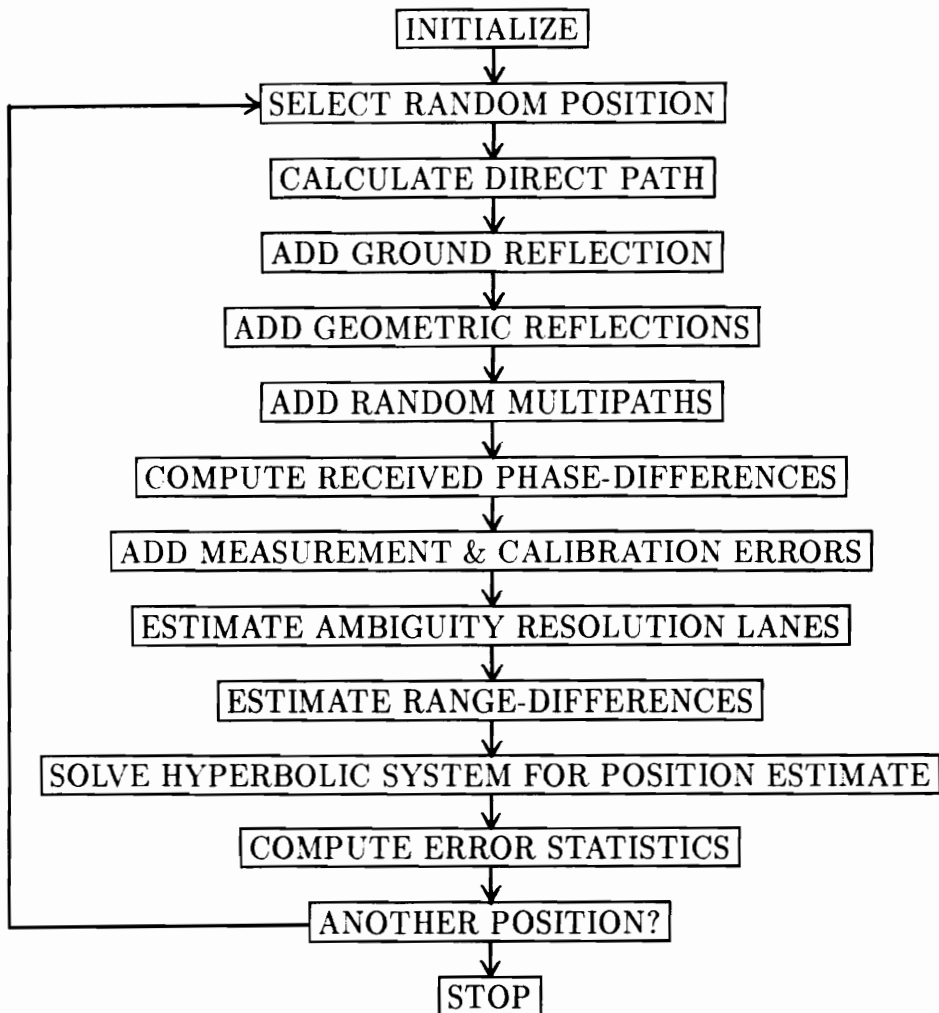 INITIALIZE
SELECT RANDOM POSITION
CALCULATE DIRECT PATH
ADD GROUND REFLECTION
ADD GEOMETRIC REFLECTIONS
ADD RANDOM MULTIPATHS
COMPUTE RECEIVED PHASE-DIFFERENCES
ADD MEASUREMENT & CALIBRATION ERRORS
ESTIMATE AMBIGUITY RESOLUTION LANES
ESTIMATE RANGE-DIFFERENCES
SOLVE HYPERBOLIC SYSTEM FOR POSITION ESTIMATE
COMPUTE ERROR STATISTICS
ANOTHER POSITION?
STOP